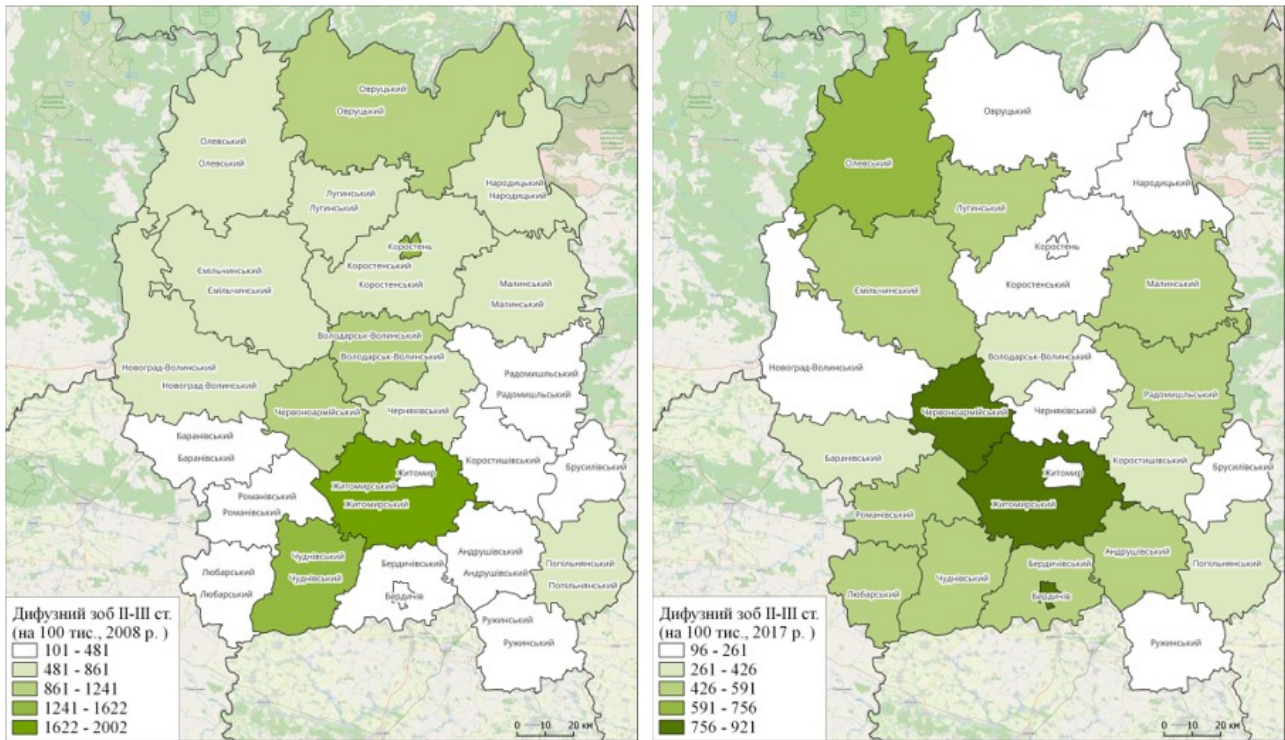 Овруцький
Овруцький
Олевський
Олевський
Народицький
Народицький
Лугинський
Лугинський
Коростень
Коростенський
Коростенський
Ємільчинський
Ємільчинський
Малинський
Малинський
Володарськ-Волинський
Володарськ-Волинський
Новоград-Волинський
Новоград-Волинський
Радомишльський
Радомишльський
Червоноармійський
Черняхівський
Баранівський
Баранівський
Житомир
Коростишівський
Брусилівський
Житомирський
Житомирський
Романівський
Романівський
Чуднівський
Чуднівський
Бердичівський
Бердичів
Андрушівський
Андрушівський
Попільнянський
Попільнянський
Любарський
Любарський
Ружинський
Ружинський
Дифузний зоб ІІ-ІІІ ст.
(на 100 тис., 2008 р. )
101 - 481
481 - 861
861 - 1241
1241 - 1622
1622 - 2002
0 10 20 км
Овруцький
Олевський
Народицький
Лугинський
Коростень
Коростенський
Ємільчинський
Малинський
Володарськ-Волинський
Новоград-Волинський
Радомишльський
Червоноармійський
Черняхівський
Баранівський
Коростишівський
Житомир
Брусилівський
Житомирський
Романівський
Андрушівський
Бердичівський
Попільнянський
Чуднівський
Любарський
Бердичів
Ружинський
Дифузний зоб ІІ-ІІІ ст.
(на 100 тис., 2017 р. )
96 - 261
261 - 426
426 - 591
591 - 756
756 - 921
0 10 20 км